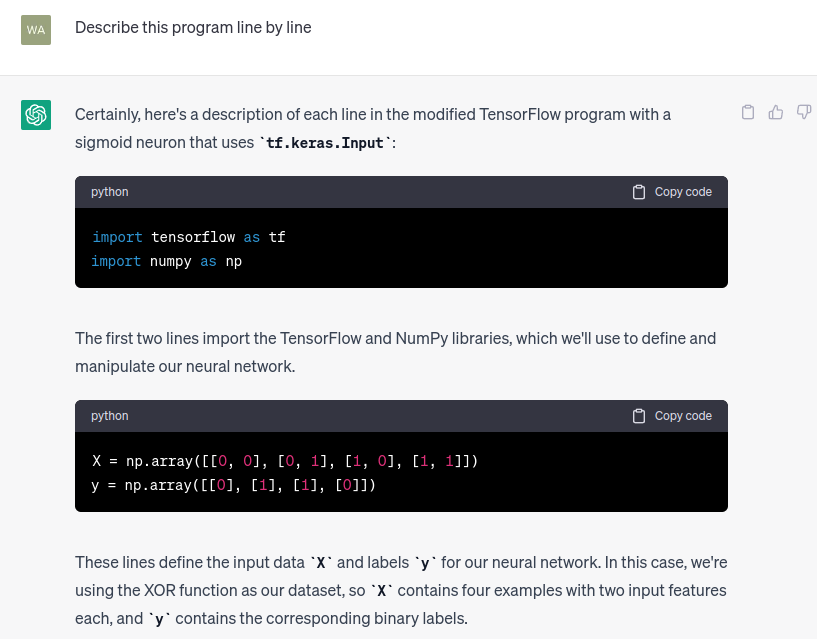 WA
Describe this program line by line
Certainly, here's a description of each line in the modified TensorFlow program with a
sigmoid neuron that uses `tf.keras.Input`:
python
Copy code
import tensorflow as tf
import numpy as np
The first two lines import the TensorFlow and NumPy libraries, which we'll use to define and
manipulate our neural network.
python
Copy code
X = np.array([[0, 0], [0, 1], [1, 0], [1, 1]])
y = np.array([[0], [1], [1], [0]])
These lines define the input data `X` and labels `y` for our neural network. In this case, we're
using the XOR function as our dataset, so `X` contains four examples with two input features
each, and `y` contains the corresponding binary labels.